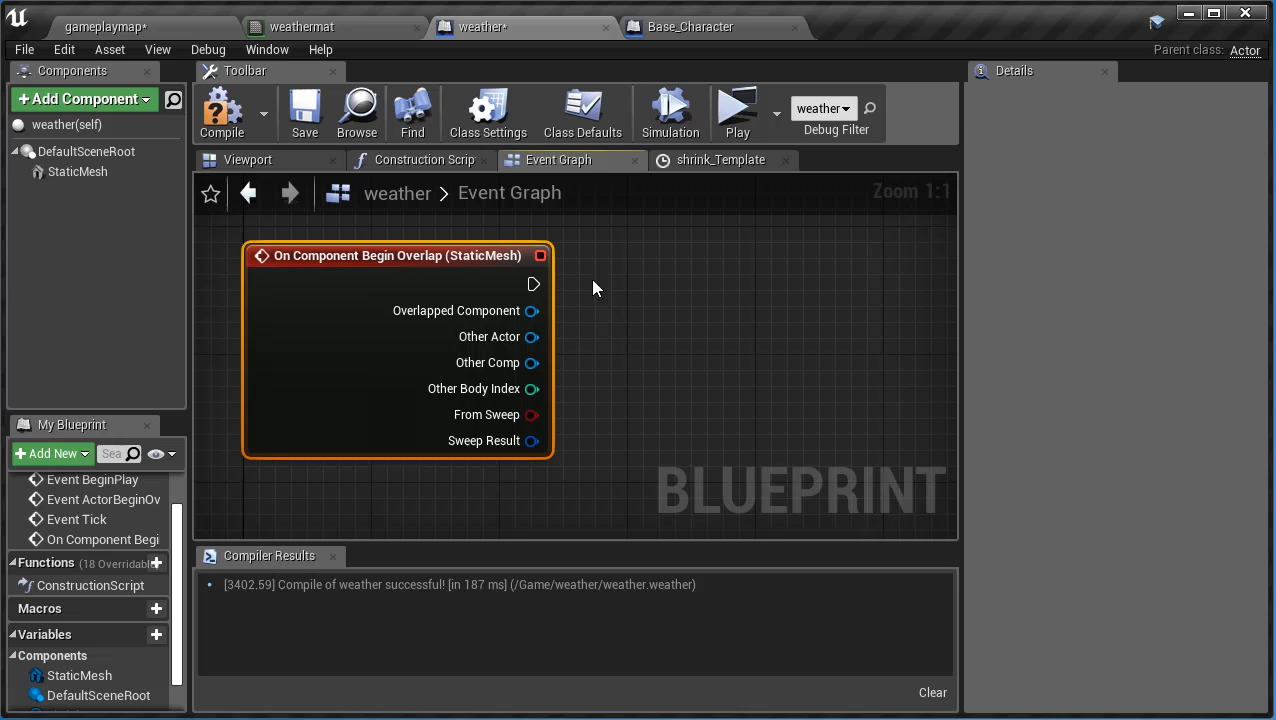 gameplaymap*
weathermat
weather*
Base_Character
File
Edit
Asset
View
Debug
Window
Help
Parent class: Actor
Components
Toolbar
Details
+Add Component
weather(self)
DefaultSceneRoot
StaticMesh
Compile
Save
Browse
Find
Class Settings
Class Defaults
Simulation
Play
weather
Debug Filter
Viewport
Construction Scrip
Event Graph
shrink_Template
weather > Event Graph
Zoom 1:1
On Component Begin Overlap (StaticMesh)
Overlapped Component
Other Actor
Other Comp
Other Body Index
From Sweep
Sweep Result
BLUEPRINT
My Blueprint
+Add New
Sea
Event BeginPlay
Event ActorBeginOv
Event Tick
On Component Begi
Functions (18 Overridabl
ConstructionScript
Macros
Variables
Components
StaticMesh
DefaultSceneRoot
Compiler Results
[3402.59] Compile of weather successful! [in 187 ms] (/Game/weather/weather.weather)
Clear